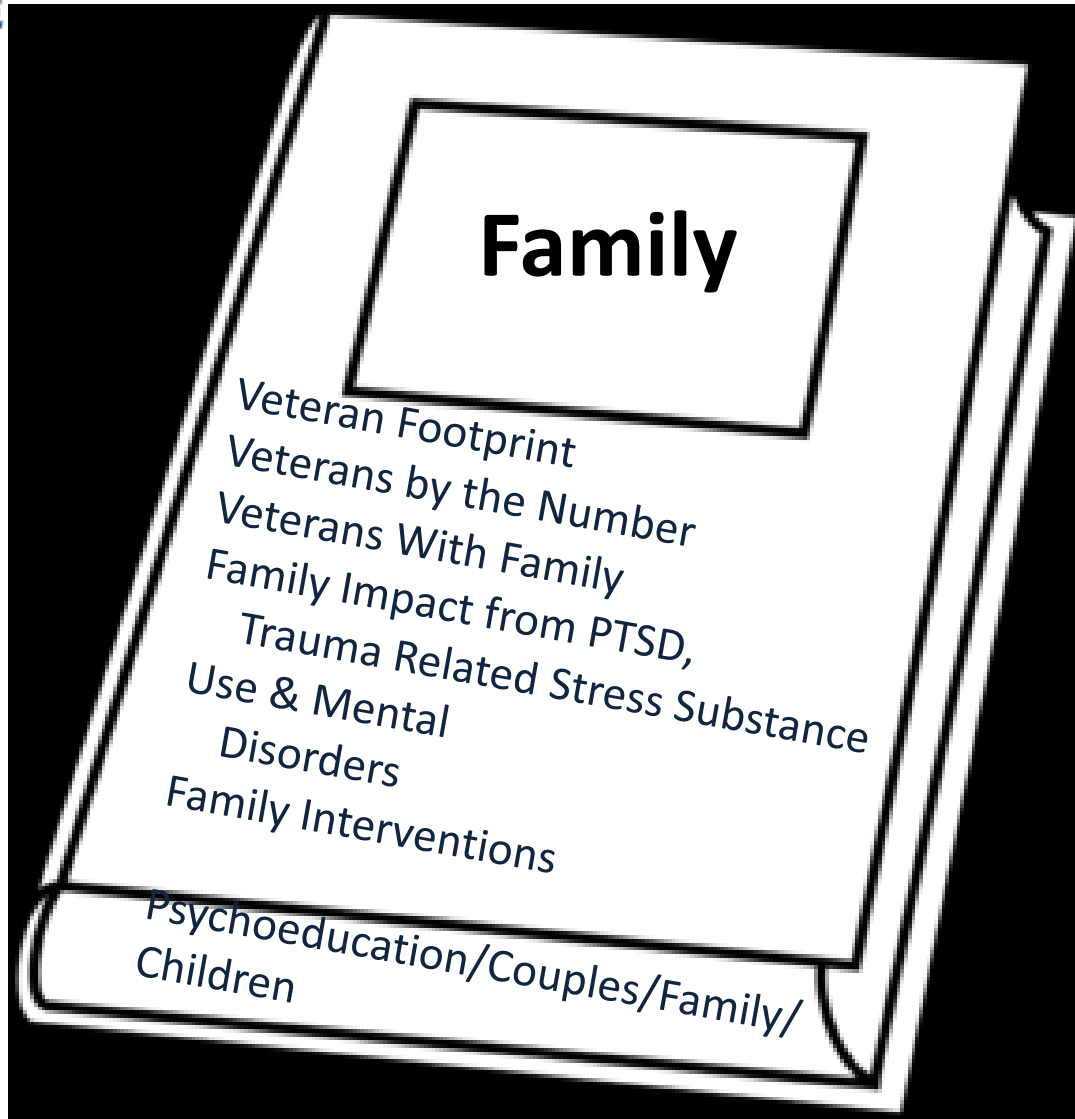 Family
Veteran Footprint
Veterans by the Number
Veterans With Family
Family Impact from PTSD,
Trauma Related Stress Substance
Use & Mental
Disorders
Family Interventions
Psychoeducation/Couples/Family/
Children